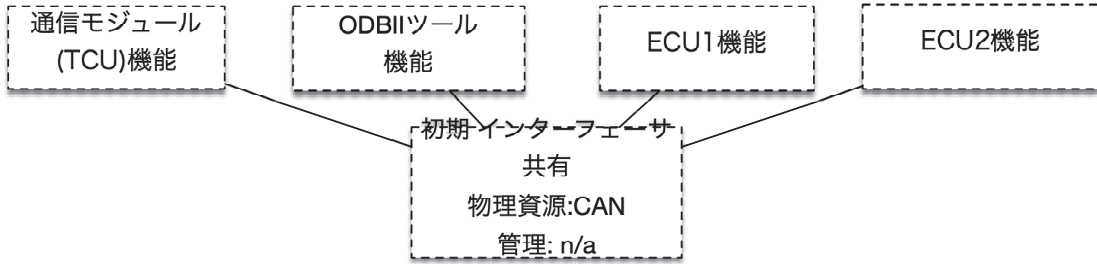 通信モジュール
(TCU)機能
ODBIIツール
機能
ECU1機能
ECU2機能
初期 インターフェーサ
共有
物理資源:CAN
管理: n/a